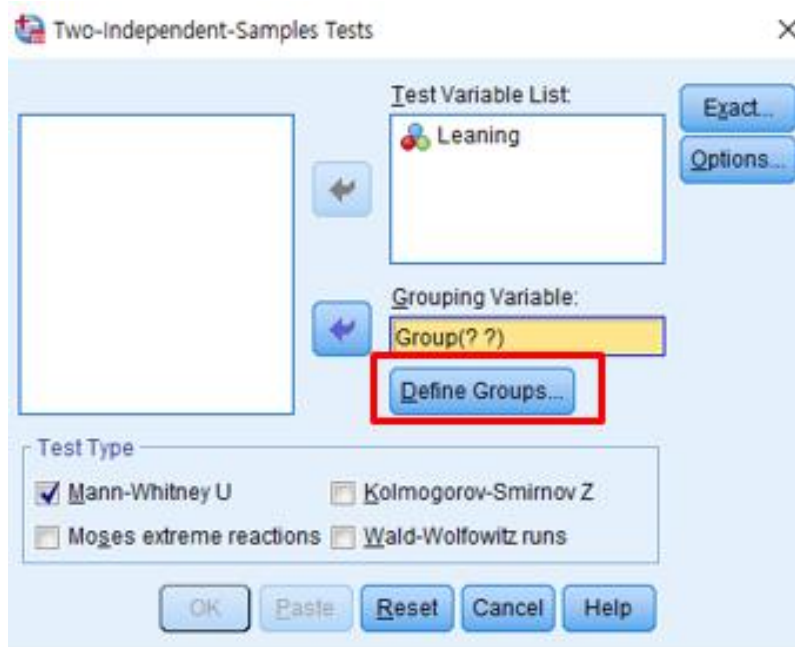 Two-Independent-Samples Tests
Test Variable List:
Leaning
Exact...
Options...
Grouping Variable:
Group(? ?)
Define Groups...
Test Type
Mann-Whitney U
Kolmogorov-Smirnov Z
Moses extreme reactions
Wald-Wolfowitz runs
OK
Paste
Reset
Cancel
Help